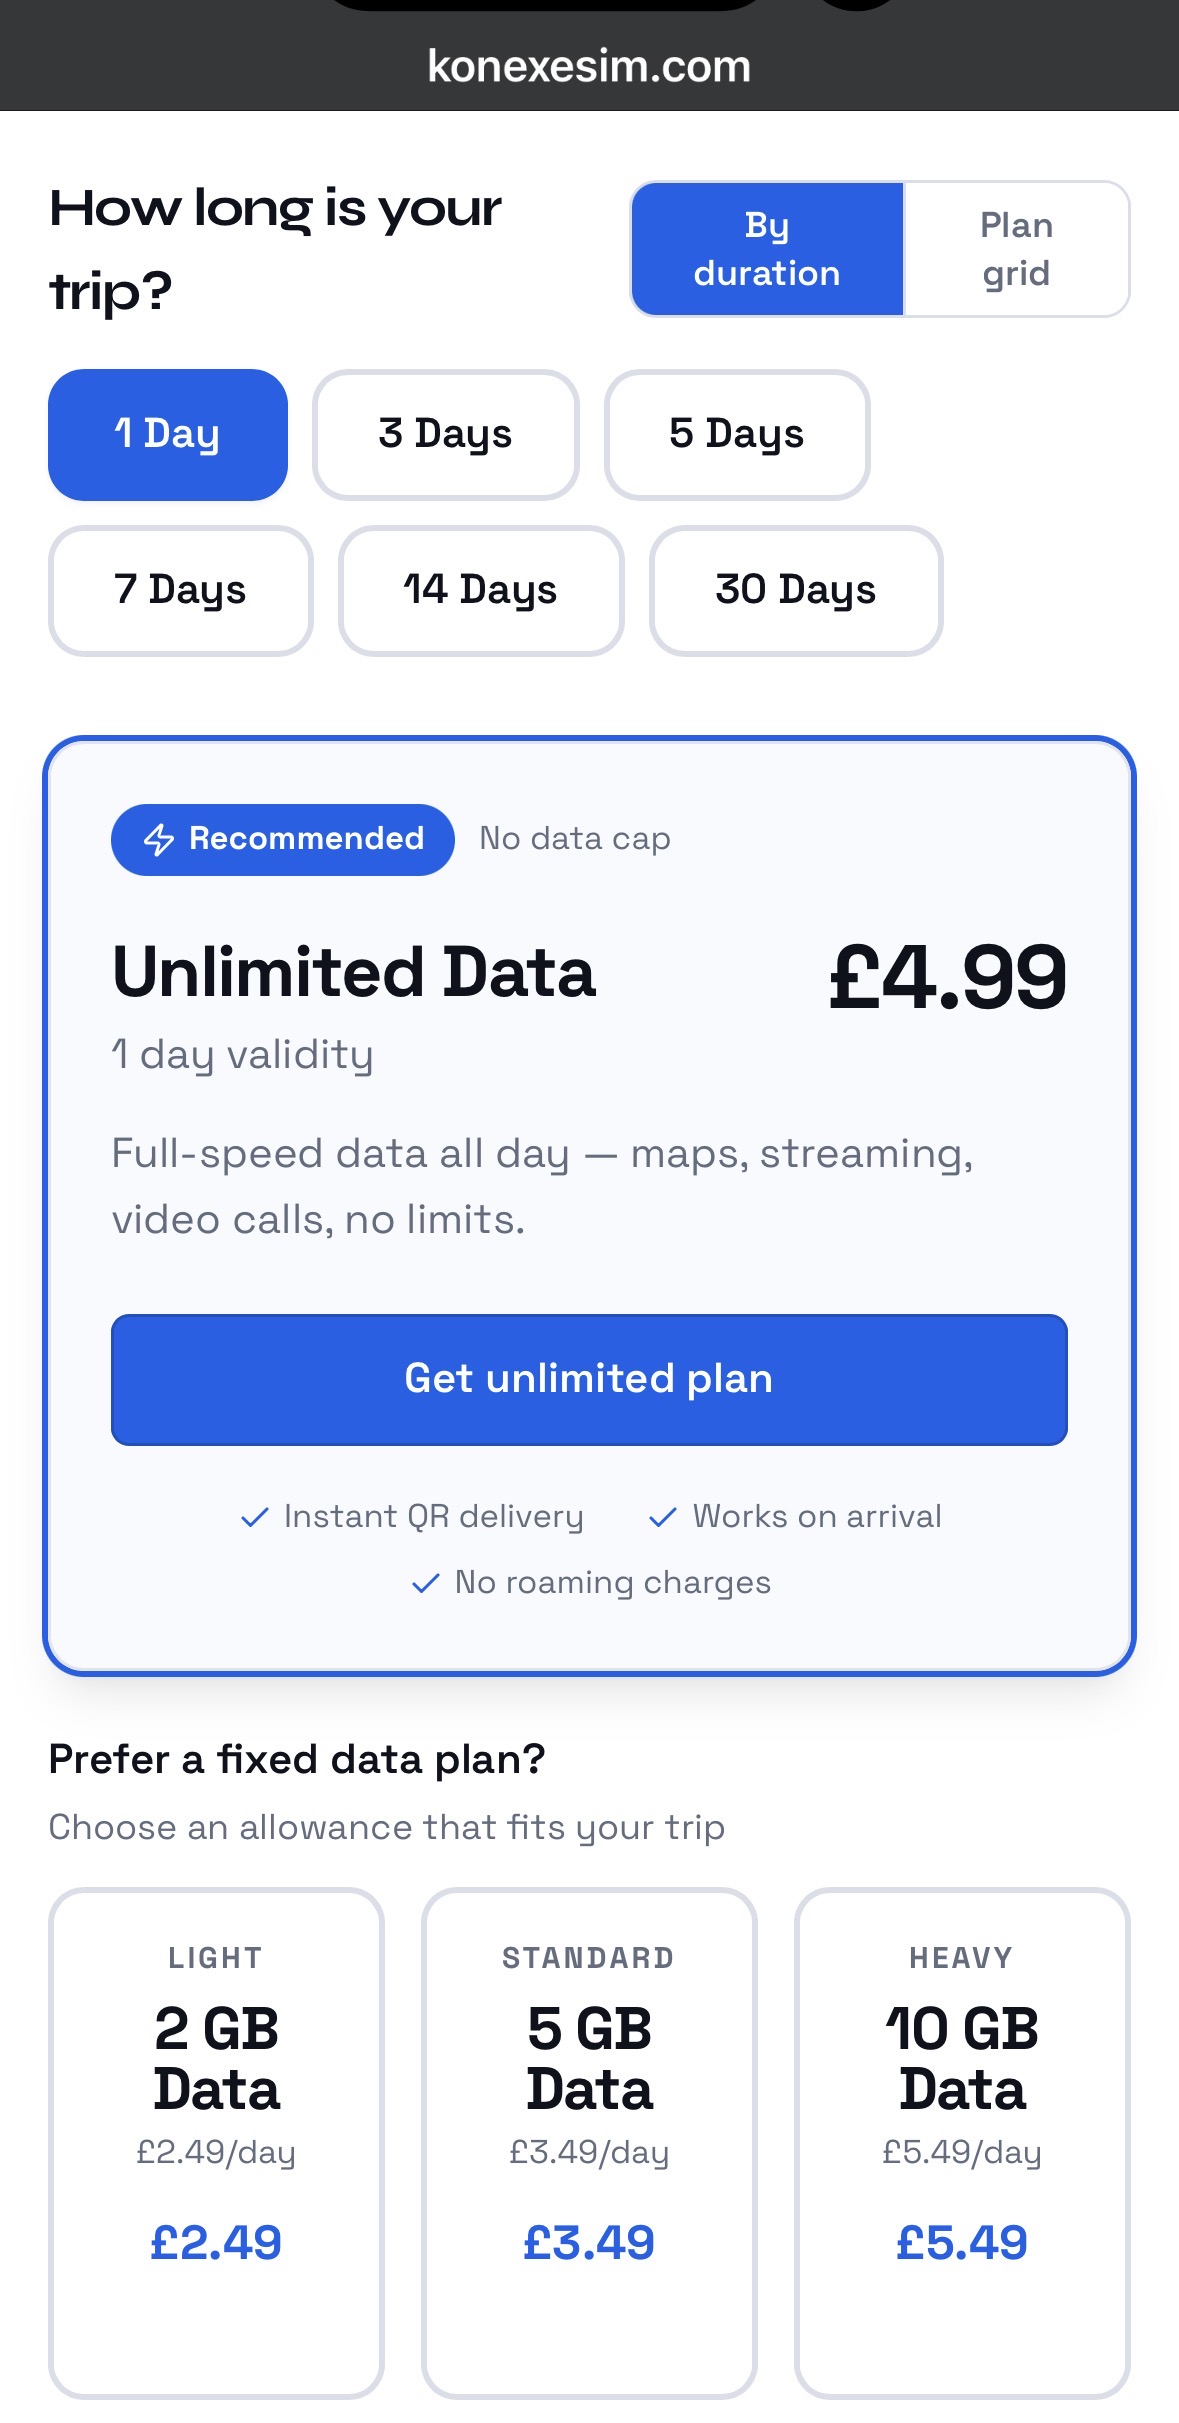 konexesim.com
How long is your
trip?
By
duration
Plan
grid
1 Day
3 Days
5 Days
7 Days
14 Days
30 Days
Recommended
No data cap
Unlimited Data
£4.99
1 day validity
Full-speed data all day — maps, streaming,
video calls, no limits.
Get unlimited plan
Instant QR delivery
Works on arrival
No roaming charges
Prefer a fixed data plan?
Choose an allowance that fits your trip
LIGHT
2 GB
Data
£2.49/day
£2.49
STANDARD
5 GB
Data
£3.49/day
£3.49
HEAVY
10 GB
Data
£5.49/day
£5.49